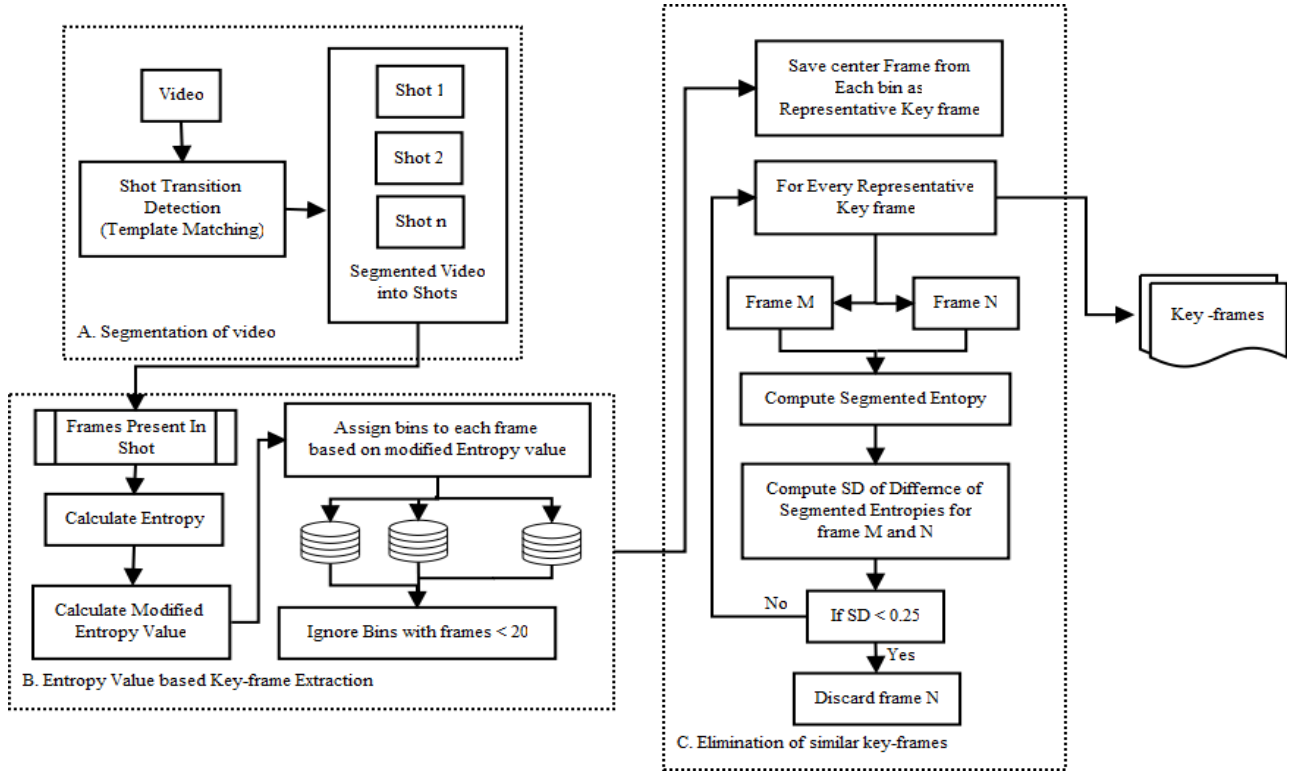 Video
Shot Transition
Detection
(Template Matching)
Shot 1
Shot 2
Shot n
Segmented Video
into Shots
A. Segmentation of video
Frames Present In
Shot
Calculate Entropy
Calculate Modified
Entropy Value
Assign bins to each frame
based on modified Entropy value
Ignore Bins with frames < 20
B. Entropy Value based Key-frame Extraction
Save center Frame from
Each bin as
Representative Key frame
For Every Representative
Key frame
Frame M
Frame N
Compute Segmented Entopy
Compute SD of Differnce of
Segmented Entropies for
frame M and N
No
If SD < 0.25
Yes
Discard frame N
C. Elimination of similar key-frames
Key -frames